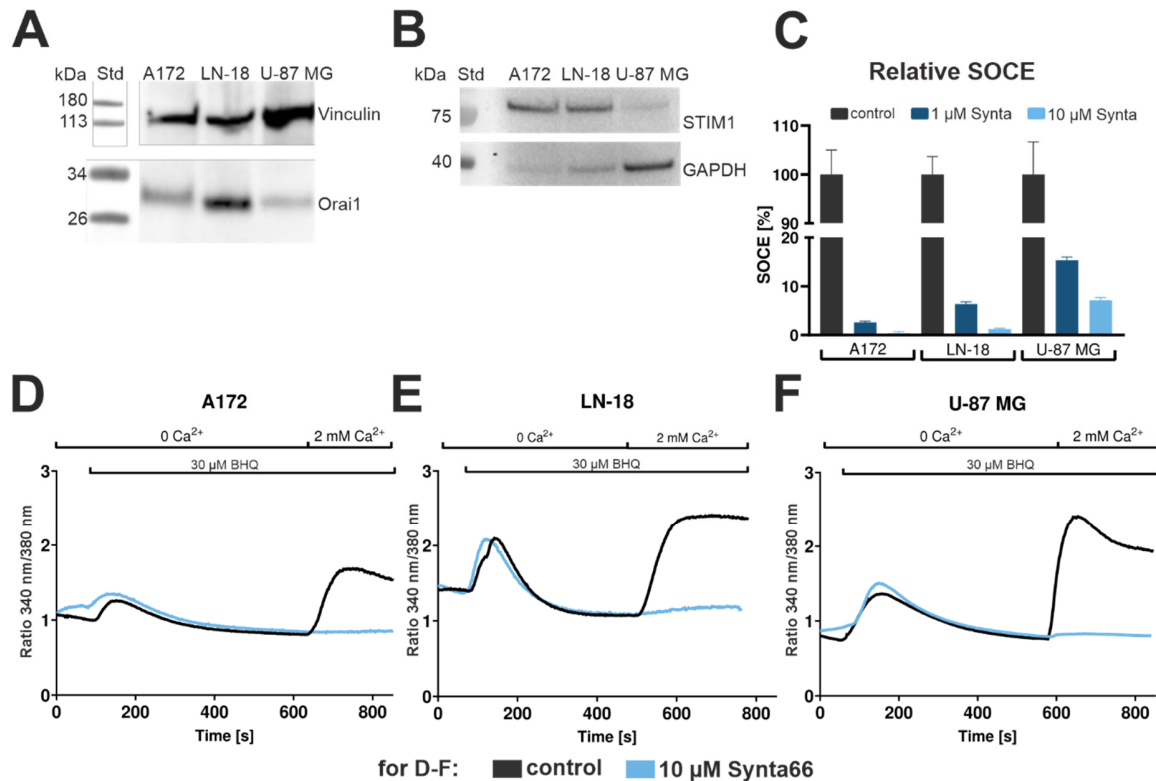 A
kDa Std A172 LN-18 U-87 MG
180
113
Vinculin
34
26
Orai1
B
kDa Std A172 LN-18 U-87 MG
75
STIM1
40
GAPDH
C
Relative SOCE
control 1 µM Synta 10 µM Synta
SOCE [%]
110
100
90
20
10
0
A172 LN-18 U-87 MG
D
A172
0 Ca²⁺ 2 mM Ca²⁺
30 µM BHQ
Ratio 340 nm/380 nm
3
2
1
0
0 200 400 600 800
Time [s]
E
LN-18
0 Ca²⁺ 2 mM Ca²⁺
30 µM BHQ
Ratio 340 nm/380 nm
3
2
1
0
0 200 400 600 800
Time [s]
F
U-87 MG
0 Ca²⁺ 2 mM Ca²⁺
30 µM BHQ
Ratio 340 nm/380 nm
3
2
1
0
0 200 400 600 800
Time [s]
for D-F: control 10 µM Synta66